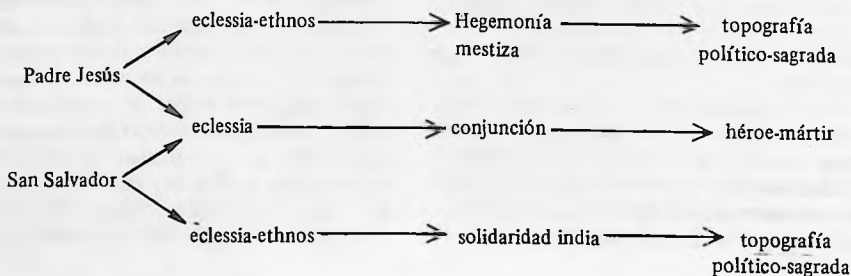 eclessia-ethnos Hegemonía topografía
mestiza político-sagrada
Padre Jesús
eclessia conjunción héroe-mártir
San Salvador
eclessia-ethnos solidaridad india topografía
político-sagrada